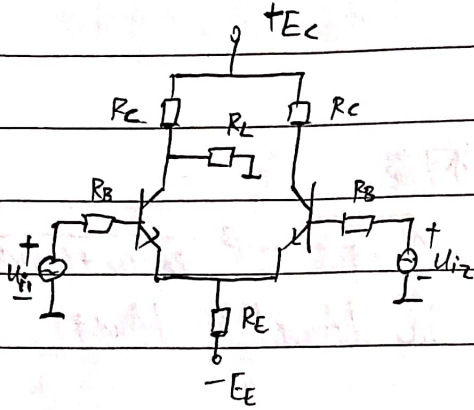 +Ec
Rc Rc
RL
RB RB
+ +
Ui1 Ui2
- -
RE
-EE